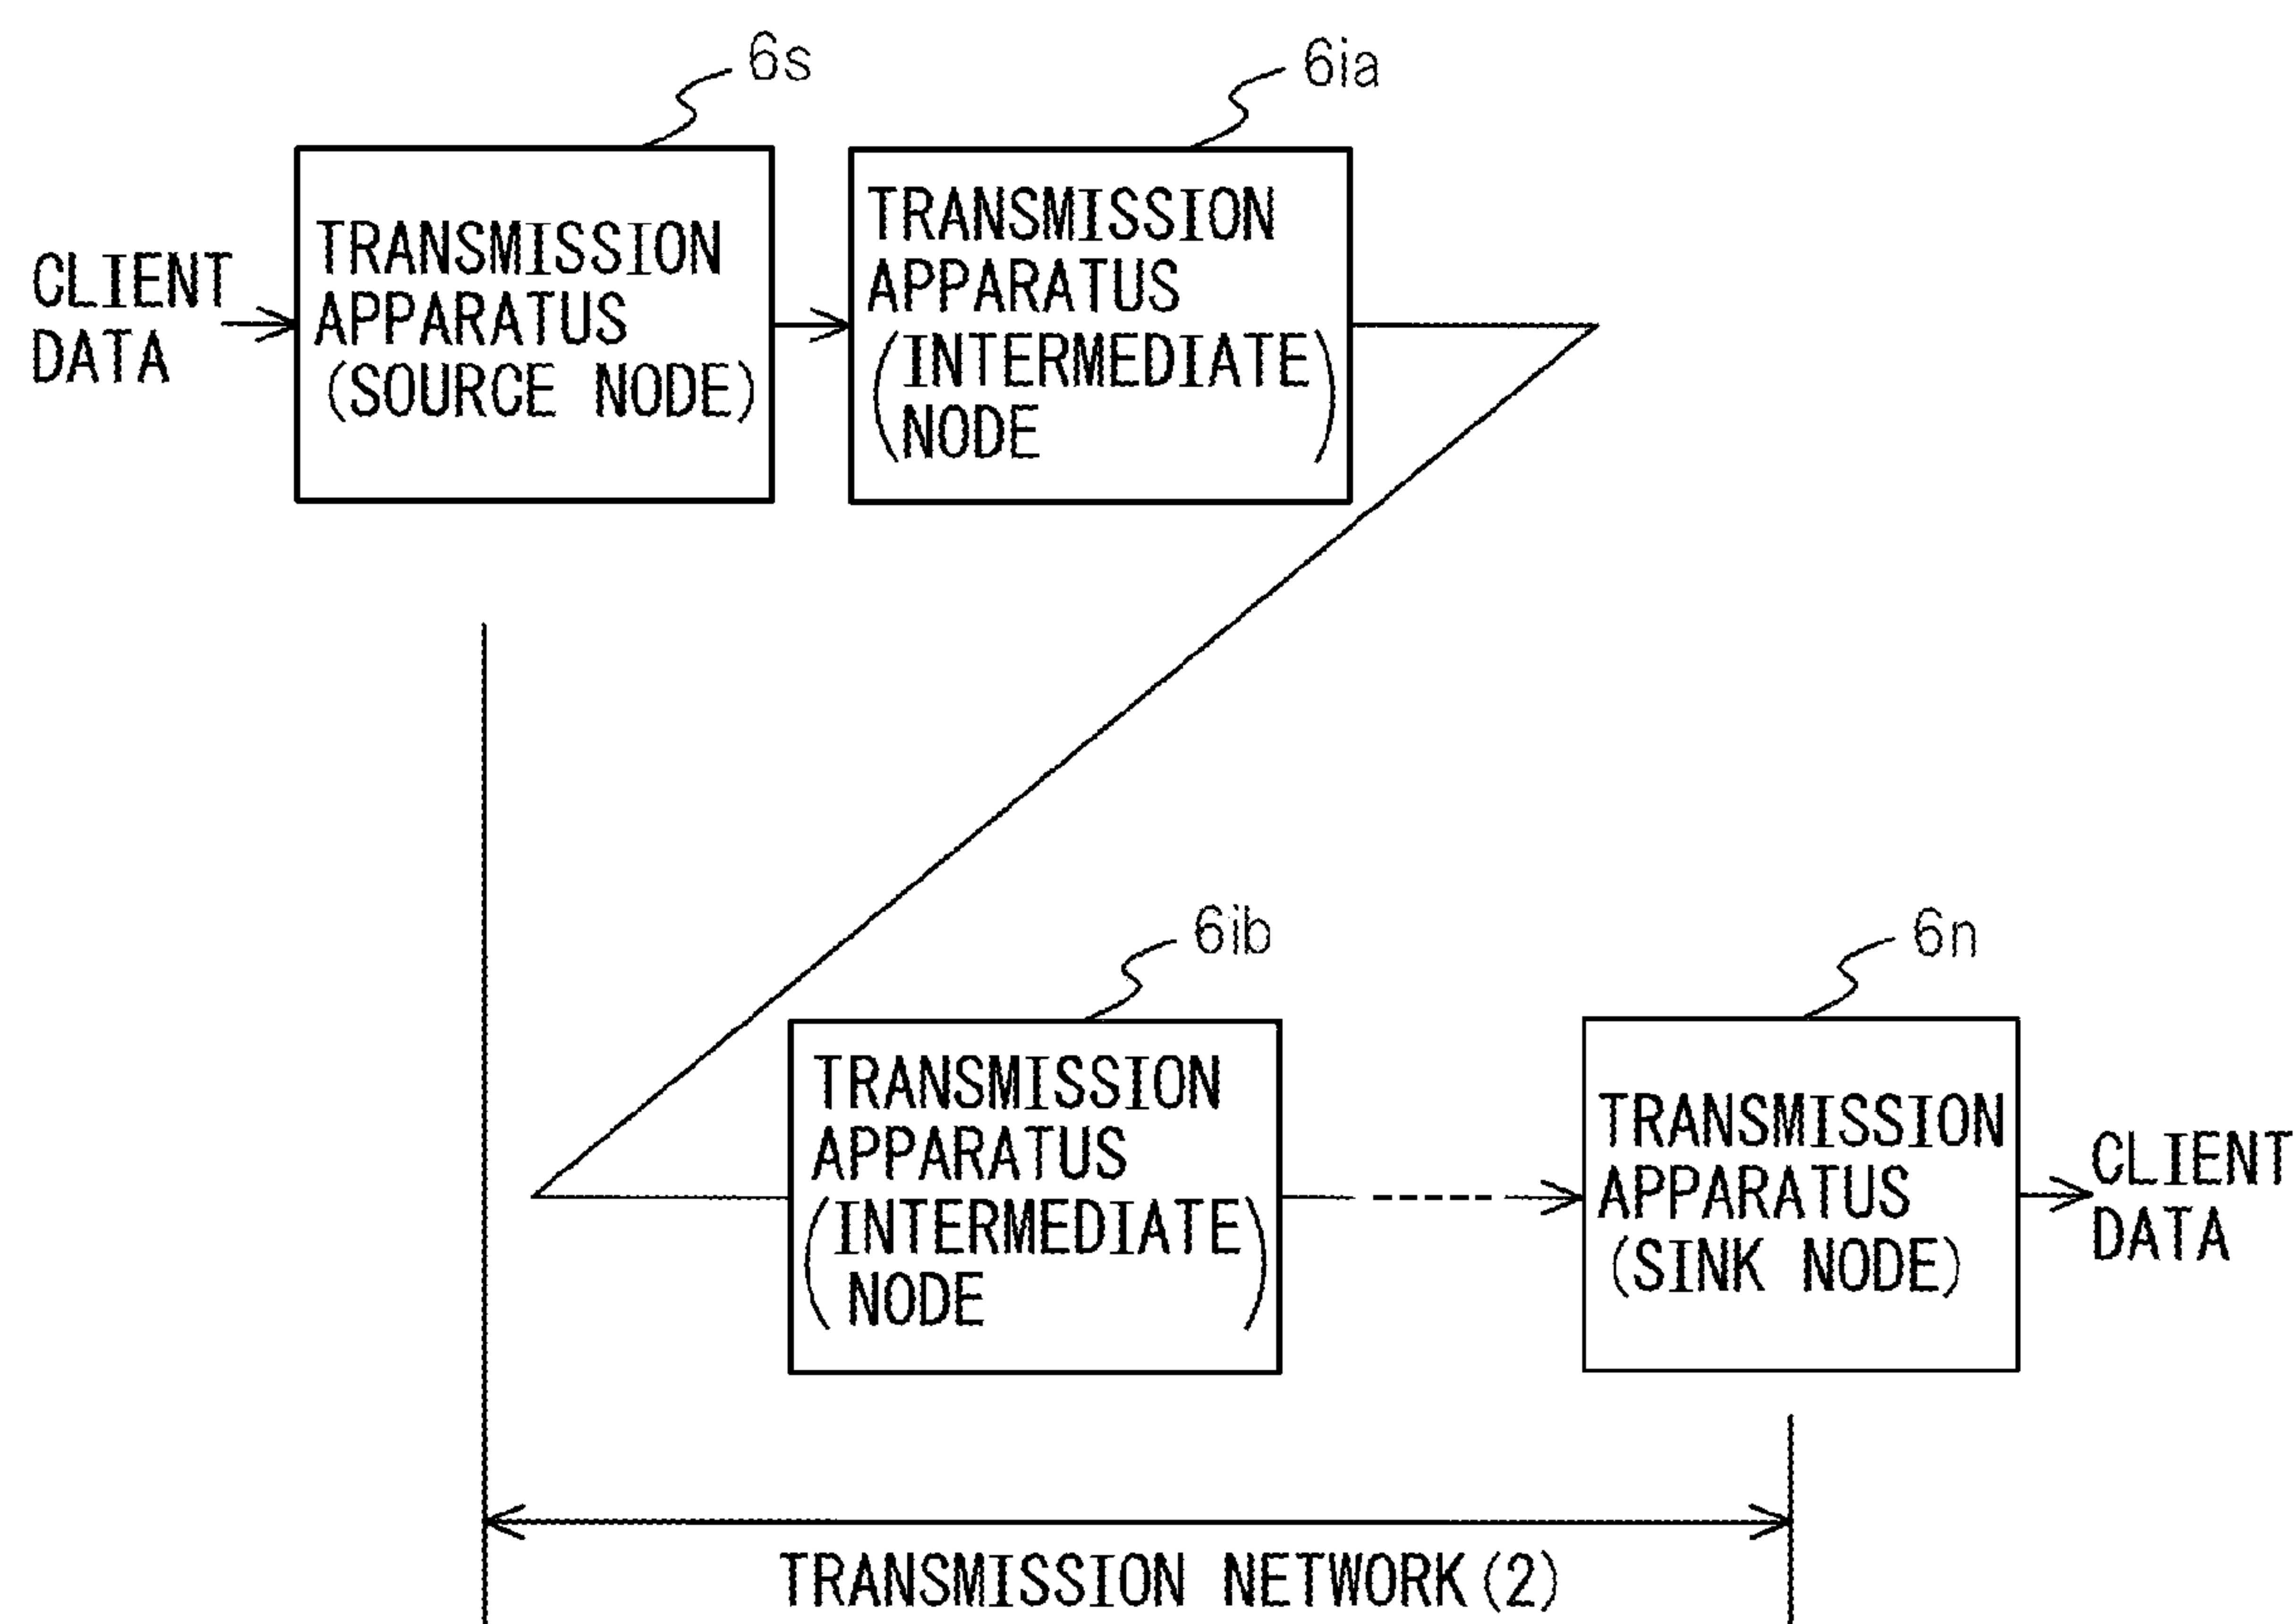 6s
6ia
CLIENT
DATA
TRANSMISSION
APPARATUS
(SOURCE NODE)
TRANSMISSION
APPARATUS
(INTERMEDIATE)
NODE
6ib
6n
TRANSMISSION
APPARATUS
(INTERMEDIATE)
NODE
TRANSMISSION
APPARATUS
(SINK NODE)
CLIENT
DATA
TRANSMISSION NETWORK(2)